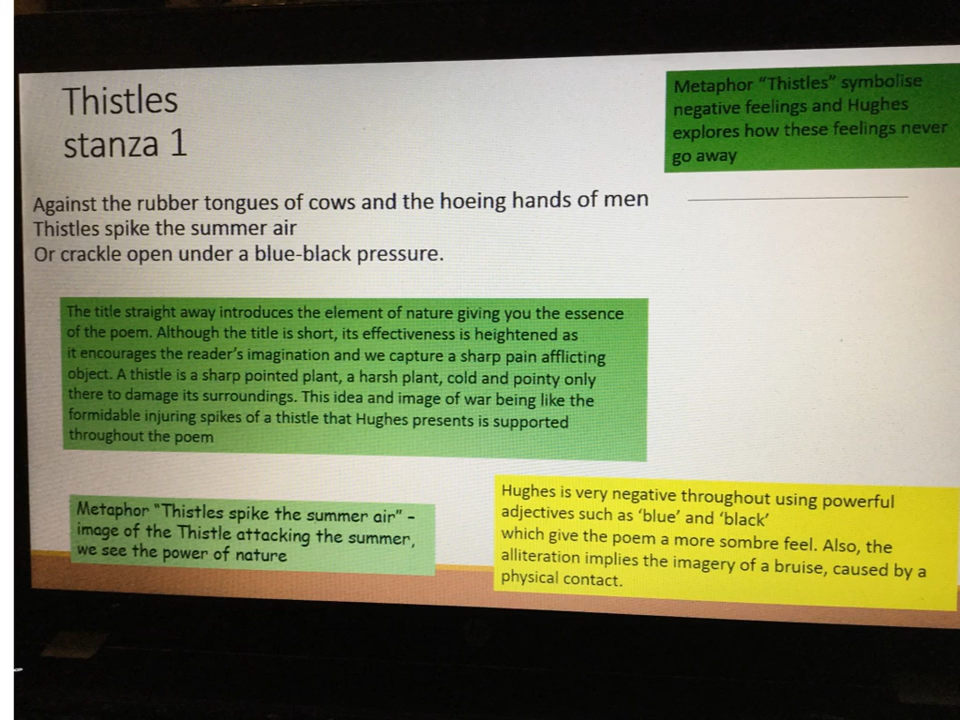 Thistles
stanza 1
Metaphor “Thistles” symbolise
negative feelings and Hughes
explores how these feelings never
go away
Against the rubber tongues of cows and the hoeing hands of men
Thistles spike the summer air
Or crackle open under a blue-black pressure.
The title straight away introduces the element of nature giving you the essence
of the poem. Although the title is short, its effectiveness is heightened as
it encourages the reader’s imagination and we capture a sharp pain afflicting
object. A thistle is a sharp pointed plant, a harsh plant, cold and pointy only
there to damage its surroundings. This idea and image of war being like the
formidable injuring spikes of a thistle that Hughes presents is supported
throughout the poem
Metaphor "Thistles spike the summer air" -
image of the Thistle attacking the summer,
we see the power of nature
Hughes is very negative throughout using powerful
adjectives such as ‘blue’ and ‘black’
which give the poem a more sombre feel. Also, the
alliteration implies the imagery of a bruise, caused by a
physical contact.